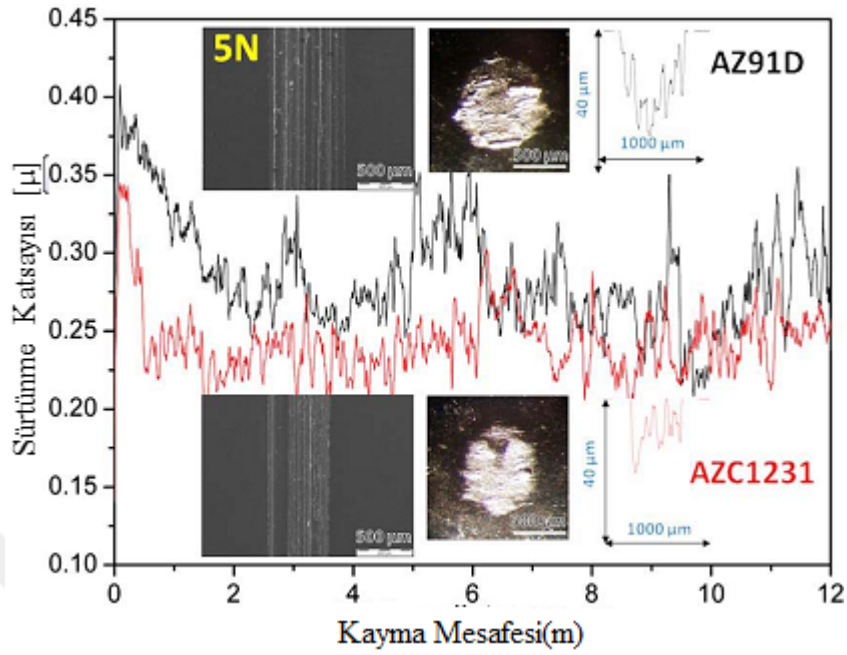 0.45
0.40
0.35
0.30
0.25
0.20
0.15
0.10
Sürtünme Katsayısı [µ]
5N
500 µm
500 µm
40 µm
1000 µm
AZ91D
500 µm
500 µm
40 µm
1000 µm
AZC1231
0 2 4 6 8 10 12
Kayma Mesafesi(m)